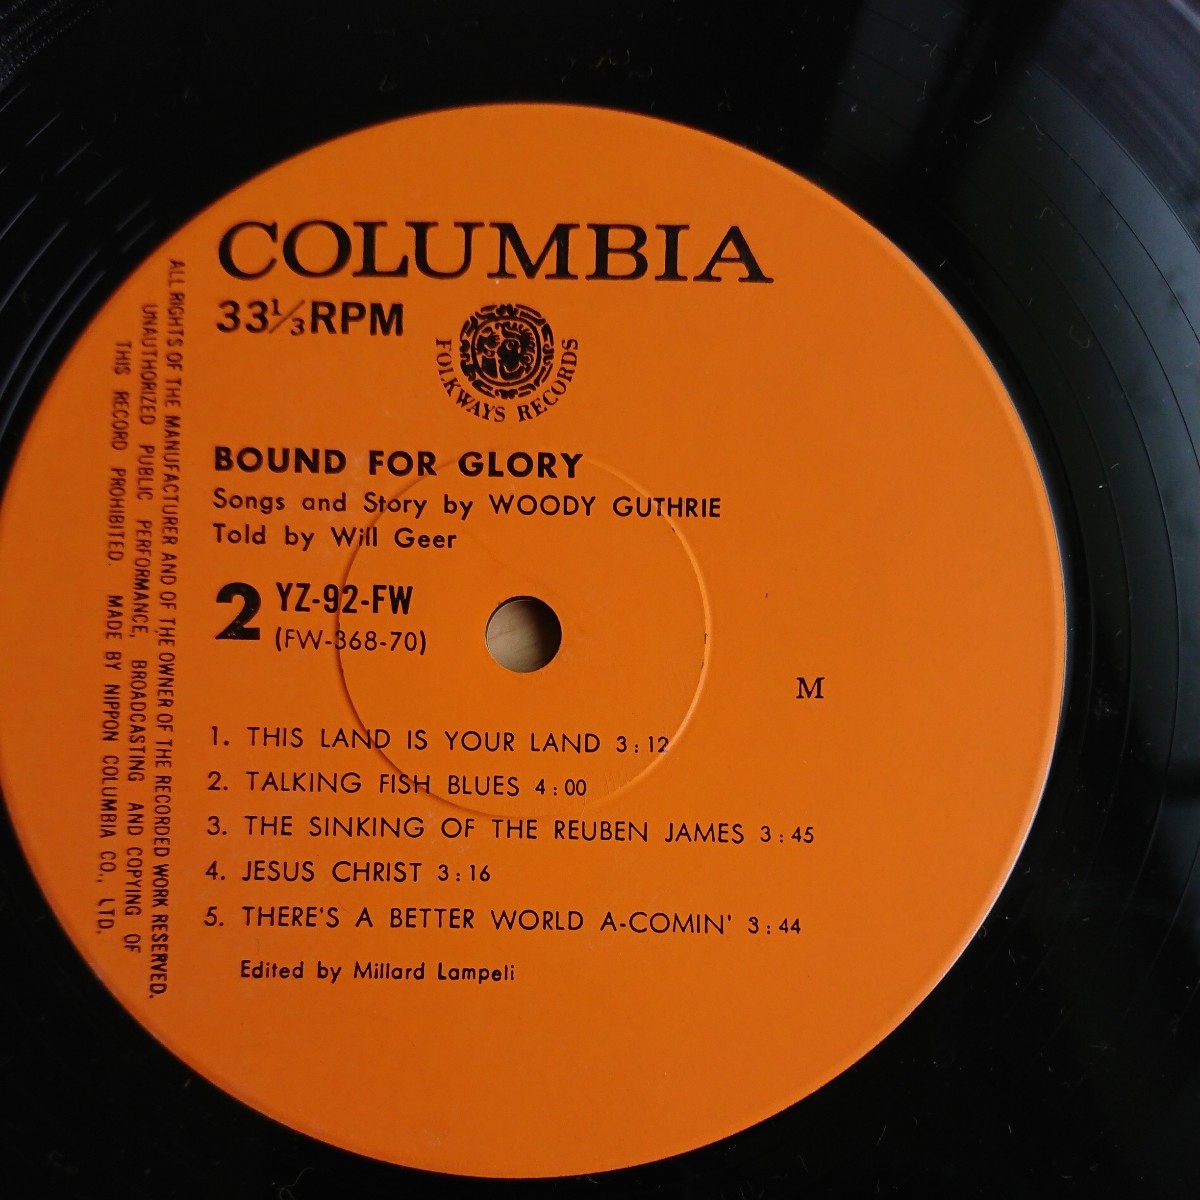 COLUMBIA
33⅓RPM
FOLKWAYS RECORDS
BOUND FOR GLORY
Songs and Story by WOODY GUTHRIE
Told by Will Geer
2 YZ-92-FW
(FW-368-70)
M
1. THIS LAND IS YOUR LAND 3:12
2. TALKING FISH BLUES 4:00
3. THE SINKING OF THE REUBEN JAMES 3:45
4. JESUS CHRIST 3:16
5. THERE'S A BETTER WORLD A-COMIN' 3:44
Edited by Millard Lampeli
ALL RIGHTS OF THE MANUFACTURER AND OF THE OWNER OF THE RECORDED WORK RESERVED.
UNAUTHORIZED PUBLIC PERFORMANCE, BROADCASTING AND COPYING OF
THIS RECORD PROHIBITED. MADE BY NIPPON COLUMBIA CO., LTD.